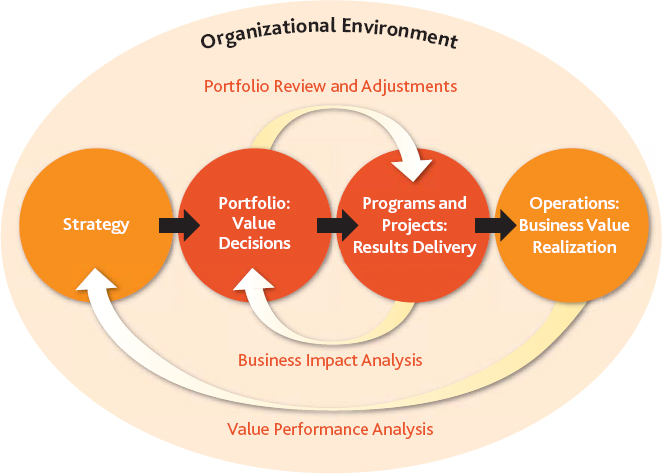 Organizational Environment
Portfolio Review and Adjustments
Strategy
Portfolio:
Value
Decisions
Programs and
Projects:
Results Delivery
Operations:
Business Value
Realization
Business Impact Analysis
Value Performance Analysis